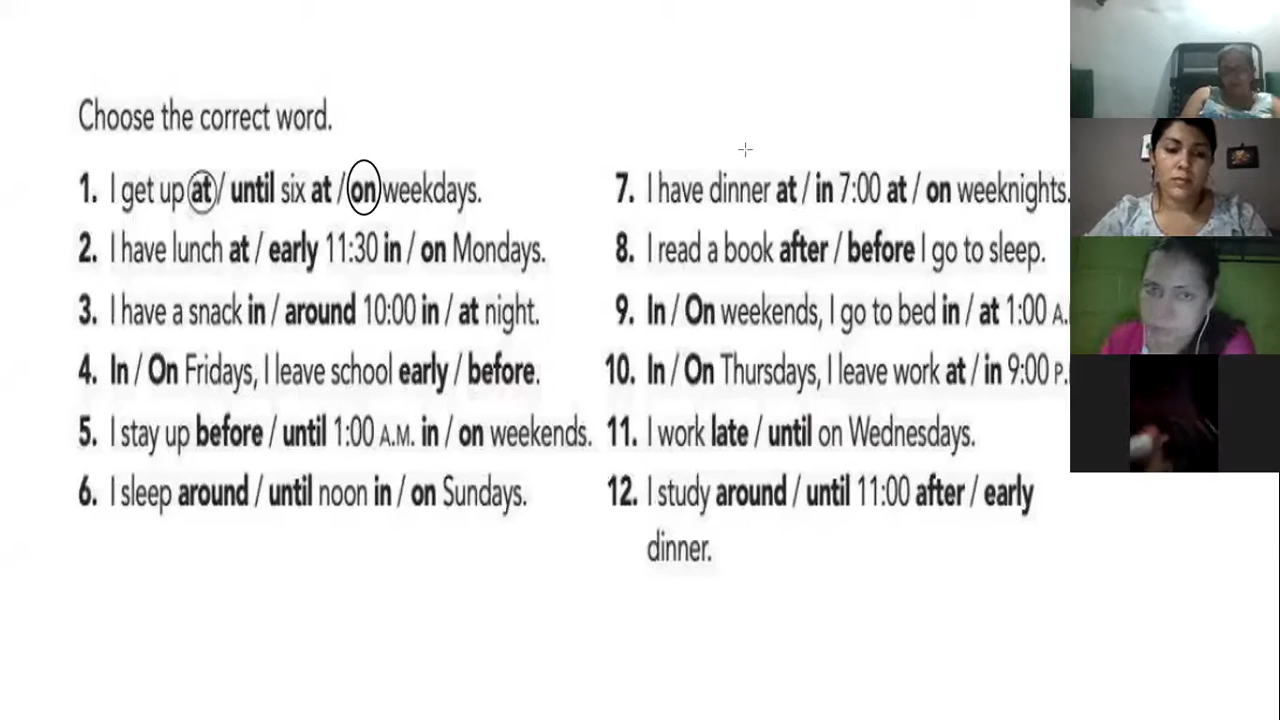 Choose the correct word.
1. I get up at / until six at / on weekdays.
2. I have lunch at / early 11:30 in / on Mondays.
3. I have a snack in / around 10:00 in / at night.
4. In / On Fridays, I leave school early / before.
5. I stay up before / until 1:00 A.M. in / on weekends.
6. I sleep around / until noon in / on Sundays.
7. I have dinner at / in 7:00 at / on weeknights.
8. I read a book after / before I go to sleep.
9. In / On weekends, I go to bed in / at 1:00 A.
10. In / On Thursdays, I leave work at / in 9:00 P.
11. I work late / until on Wednesdays.
12. I study around / until 11:00 after / early
dinner.